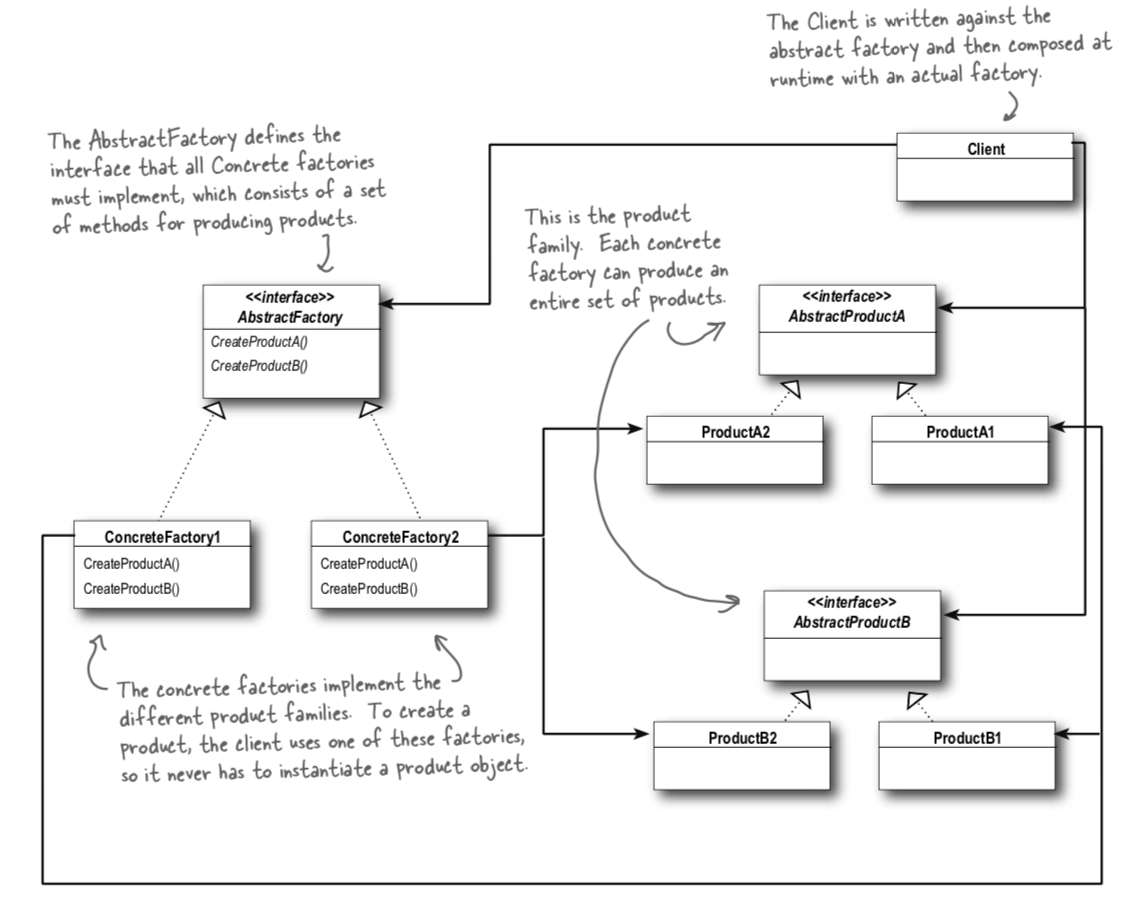 The Client is written against the
abstract factory and then composed at
runtime with an actual factory.
The AbstractFactory defines the
interface that all Concrete factories
must implement, which consists of a set
of methods for producing products.
Client
This is the product
family. Each concrete
factory can produce an
entire set of products.
<<interface>>
AbstractFactory
CreateProductA()
CreateProductB()
<<interface>>
AbstractProductA
ProductA2
ProductA1
ConcreteFactory1
CreateProductA()
CreateProductB()
ConcreteFactory2
CreateProductA()
CreateProductB()
<<interface>>
AbstractProductB
The concrete factories implement the
different product families. To create a
product, the client uses one of these factories,
so it never has to instantiate a product object.
ProductB2
ProductB1